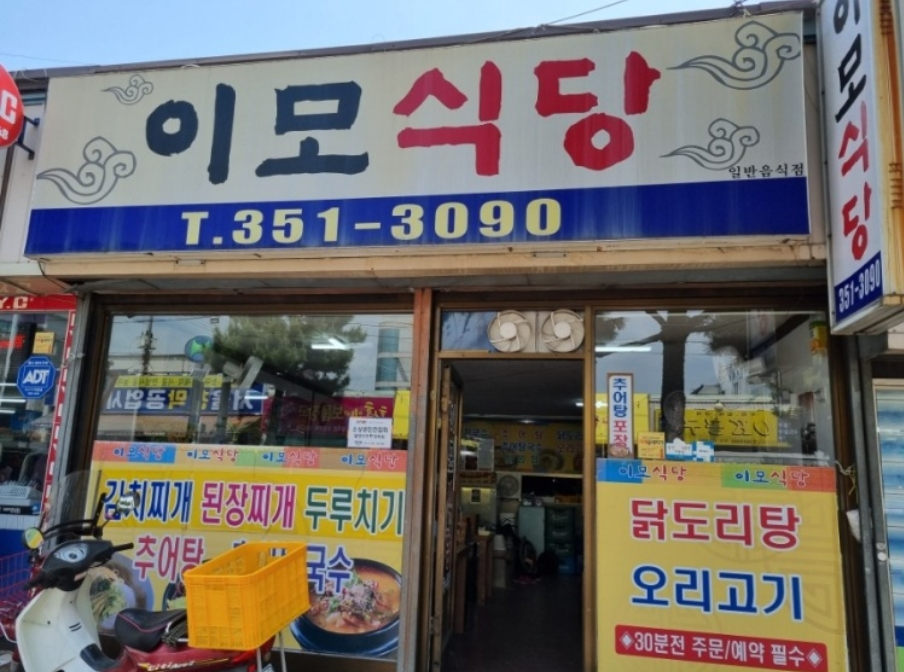 이모식당
일반음식점
T.351-3090
이모식당
351-3090
ADT
추어탕포장
이모식당 이모식당 이모식당 이모식당
김치찌개 된장찌개 두루치기
추어탕
국수
이모식당 이모식당
닭도리탕
오리고기
30분전 주문/예약 필수